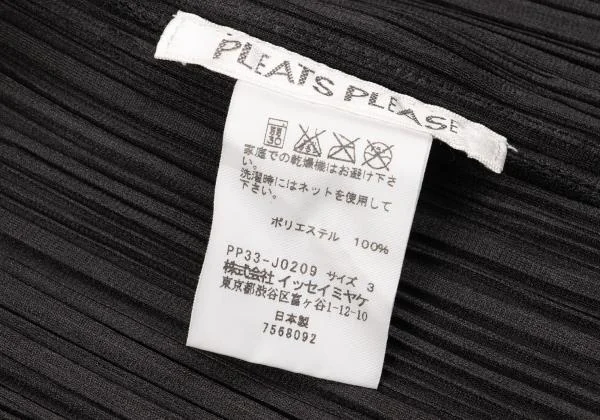 PLEATS PLEASE
家庭での乾燥機はお避け下さ
い。
洗濯時にはネットを使用して
下さい。
ポリエステル 100%
PP33-J0209 サイズ 3
株式会社 イッセイミヤケ
東京都渋谷区富ヶ谷1-12-10
日本製
7568092